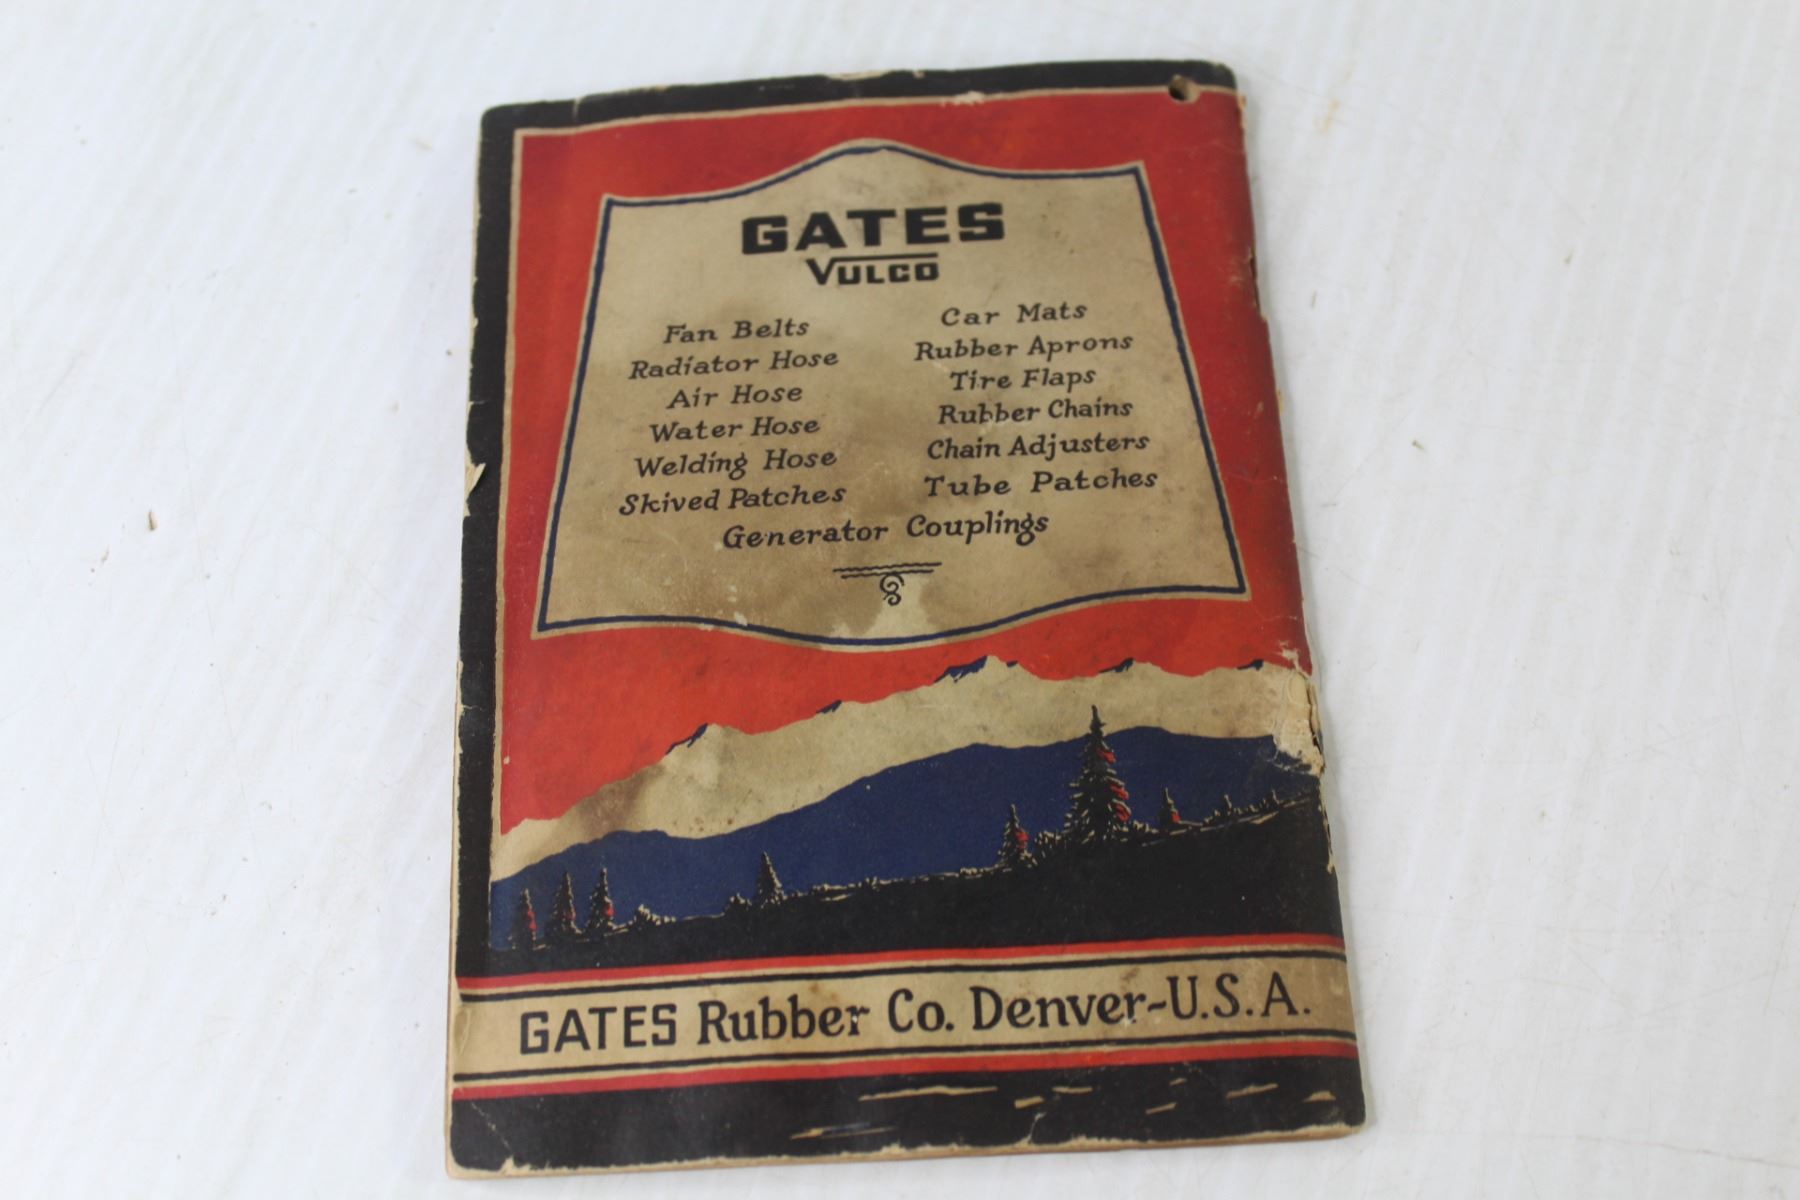 GATES
VULCO
Fan Belts
Radiator Hose
Air Hose
Water Hose
Welding Hose
Skived Patches
Car Mats
Rubber Aprons
Tire Flaps
Rubber Chains
Chain Adjusters
Tube Patches
Generator Couplings
GATES Rubber Co. Denver-U.S.A.